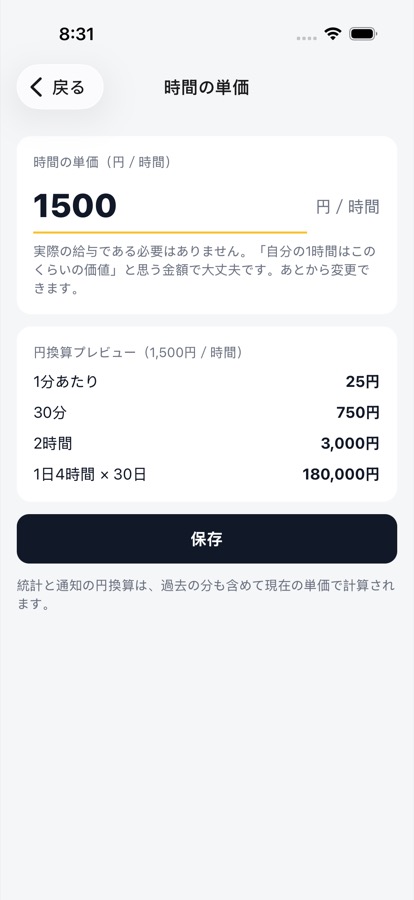 8:31
戻る
時間の単価
時間の単価（円 / 時間）
1500
円 / 時間
実際の給与である必要はありません。「自分の1時間はこの
くらいの価値」と思う金額で大丈夫です。あとから変更で
きます。
円換算プレビュー（1,500円 / 時間）
1分あたり 25円
30分 750円
2時間 3,000円
1日4時間 × 30日 180,000円
保存
統計と通知の円換算は、過去の分も含めて現在の単価で計算され
ます。